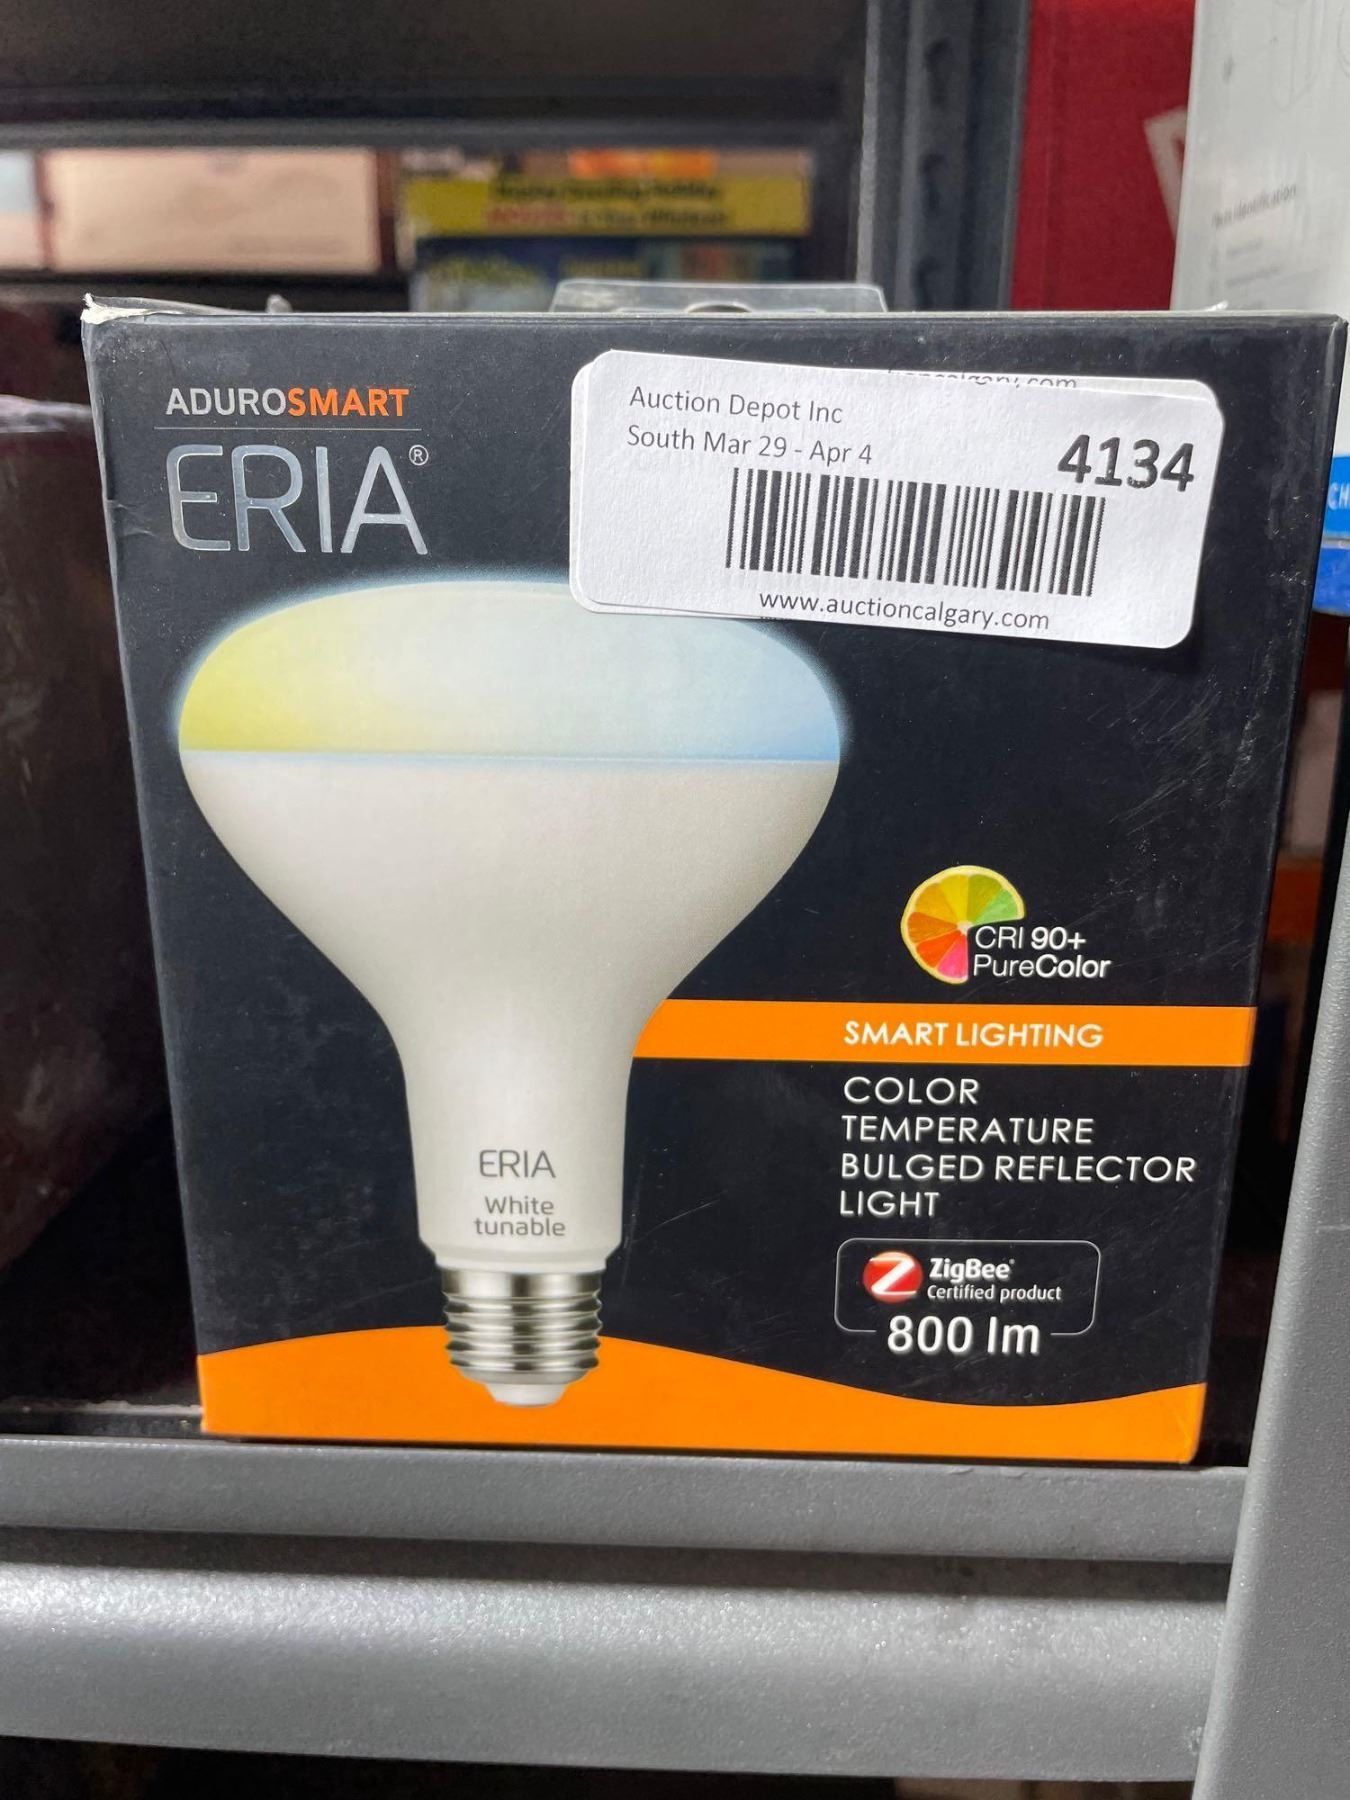 ADUROSMART
ERIA®
Auction Depot Inc
South Mar 29 - Apr 4
4134
www.auctioncalgary.com
CRI 90+
PureColor
SMART LIGHTING
COLOR
TEMPERATURE
BULGED REFLECTOR
LIGHT
ERIA
White
tunable
ZigBee
Certified product
800 lm